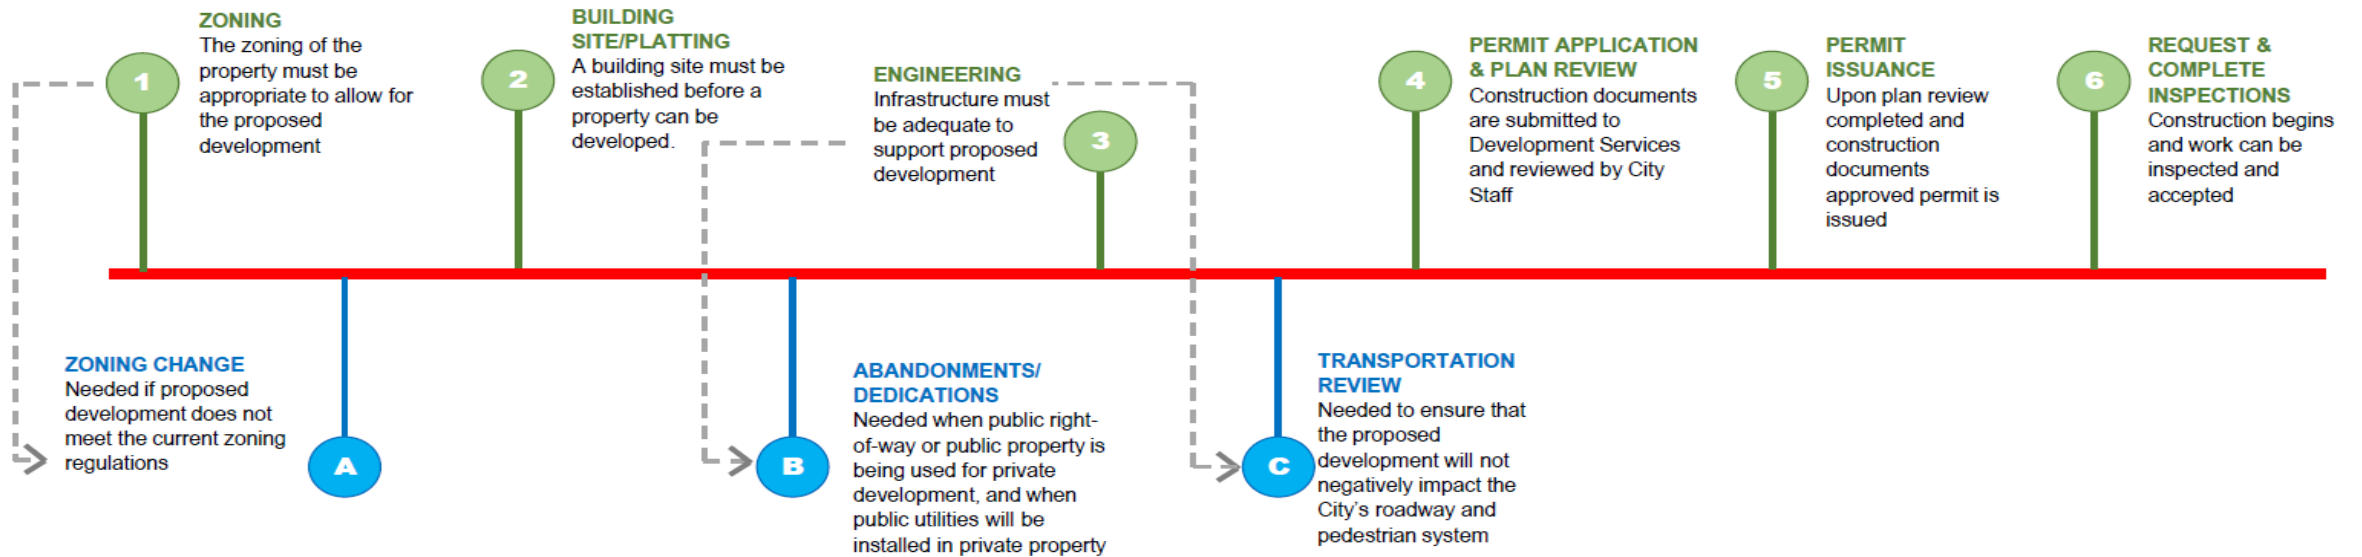 1
ZONING
The zoning of the
property must be
appropriate to allow for
the proposed
development
2
BUILDING
SITE/PLATTING
A building site must be
established before a
property can be
developed.
ENGINEERING
Infrastructure must
be adequate to
support proposed
development
3
4
PERMIT APPLICATION
& PLAN REVIEW
Construction documents
are submitted to
Development Services
and reviewed by City
Staff
5
PERMIT
ISSUANCE
Upon plan review
completed and
construction
documents
approved permit is
issued
6
REQUEST &
COMPLETE
INSPECTIONS
Construction begins
and work can be
inspected and
accepted
ZONING CHANGE
Needed if proposed
development does not
meet the current zoning
regulations
A
B
ABANDONMENTS/
DEDICATIONS
Needed when public right-
of-way or public property is
being used for private
development, and when
public utilities will be
installed in private property
C
TRANSPORTATION
REVIEW
Needed to ensure that
the proposed
development will not
negatively impact the
City's roadway and
pedestrian system